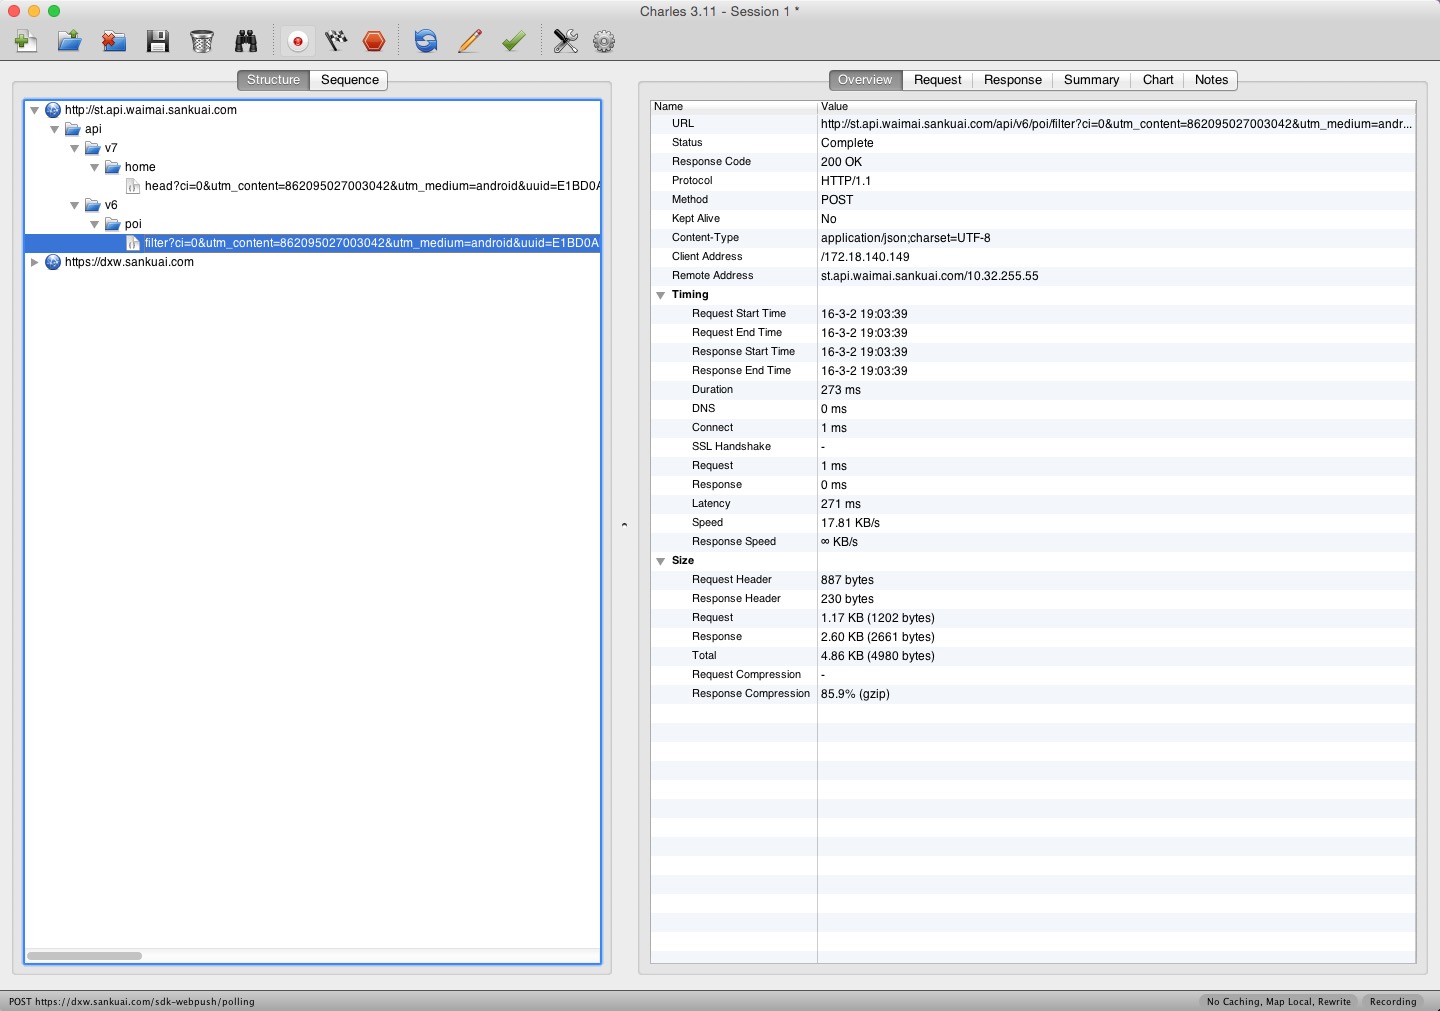 Charles 3.11 - Session 1 *
Structure Sequence
Overview Request Response Summary Chart Notes
http://st.api.waimai.sankuai.com
api
v7
home
head?ci=0&utm_content=862095027003042&utm_medium=android&uuid=E1BD0A
v6
poi
filter?ci=0&utm_content=862095027003042&utm_medium=android&uuid=E1BD0A
https://dxw.sankuai.com
Name Value
URL http://st.api.waimai.sankuai.com/api/v6/poi/filter?ci=0&utm_content=862095027003042&utm_medium=andr...
Status Complete
Response Code 200 OK
Protocol HTTP/1.1
Method POST
Kept Alive No
Content-Type application/json;charset=UTF-8
Client Address /172.18.140.149
Remote Address st.api.waimai.sankuai.com/10.32.255.55
Timing
Request Start Time 16-3-2 19:03:39
Request End Time 16-3-2 19:03:39
Response Start Time 16-3-2 19:03:39
Response End Time 16-3-2 19:03:39
Duration 273 ms
DNS 0 ms
Connect 1 ms
SSL Handshake -
Request 1 ms
Response 0 ms
Latency 271 ms
Speed 17.81 KB/s
Response Speed ∞ KB/s
Size
Request Header 887 bytes
Response Header 230 bytes
Request 1.17 KB (1202 bytes)
Response 2.60 KB (2661 bytes)
Total 4.86 KB (4980 bytes)
Request Compression -
Response Compression 85.9% (gzip)
POST https://dxw.sankuai.com/sdk-webpush/polling
No Caching, Map Local, Rewrite Recording